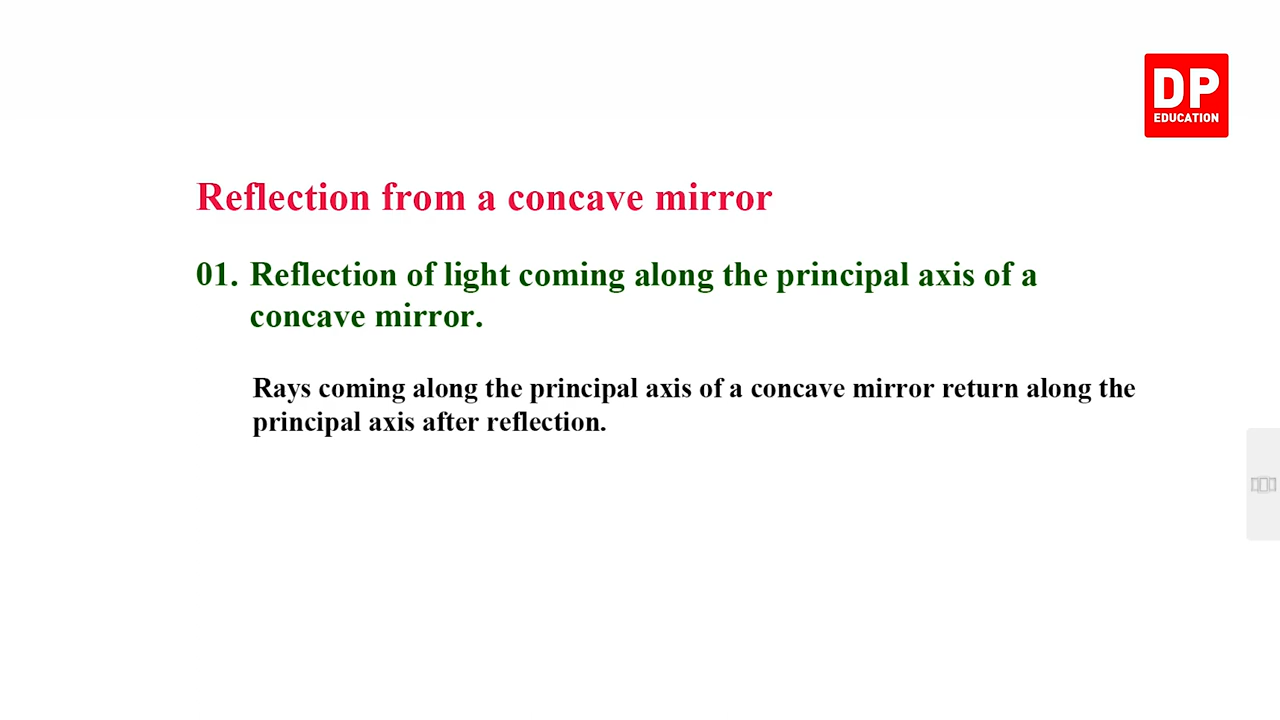 DP
EDUCATION
Reflection from a concave mirror
01. Reflection of light coming along the principal axis of a
concave mirror.
Rays coming along the principal axis of a concave mirror return along the
principal axis after reflection.